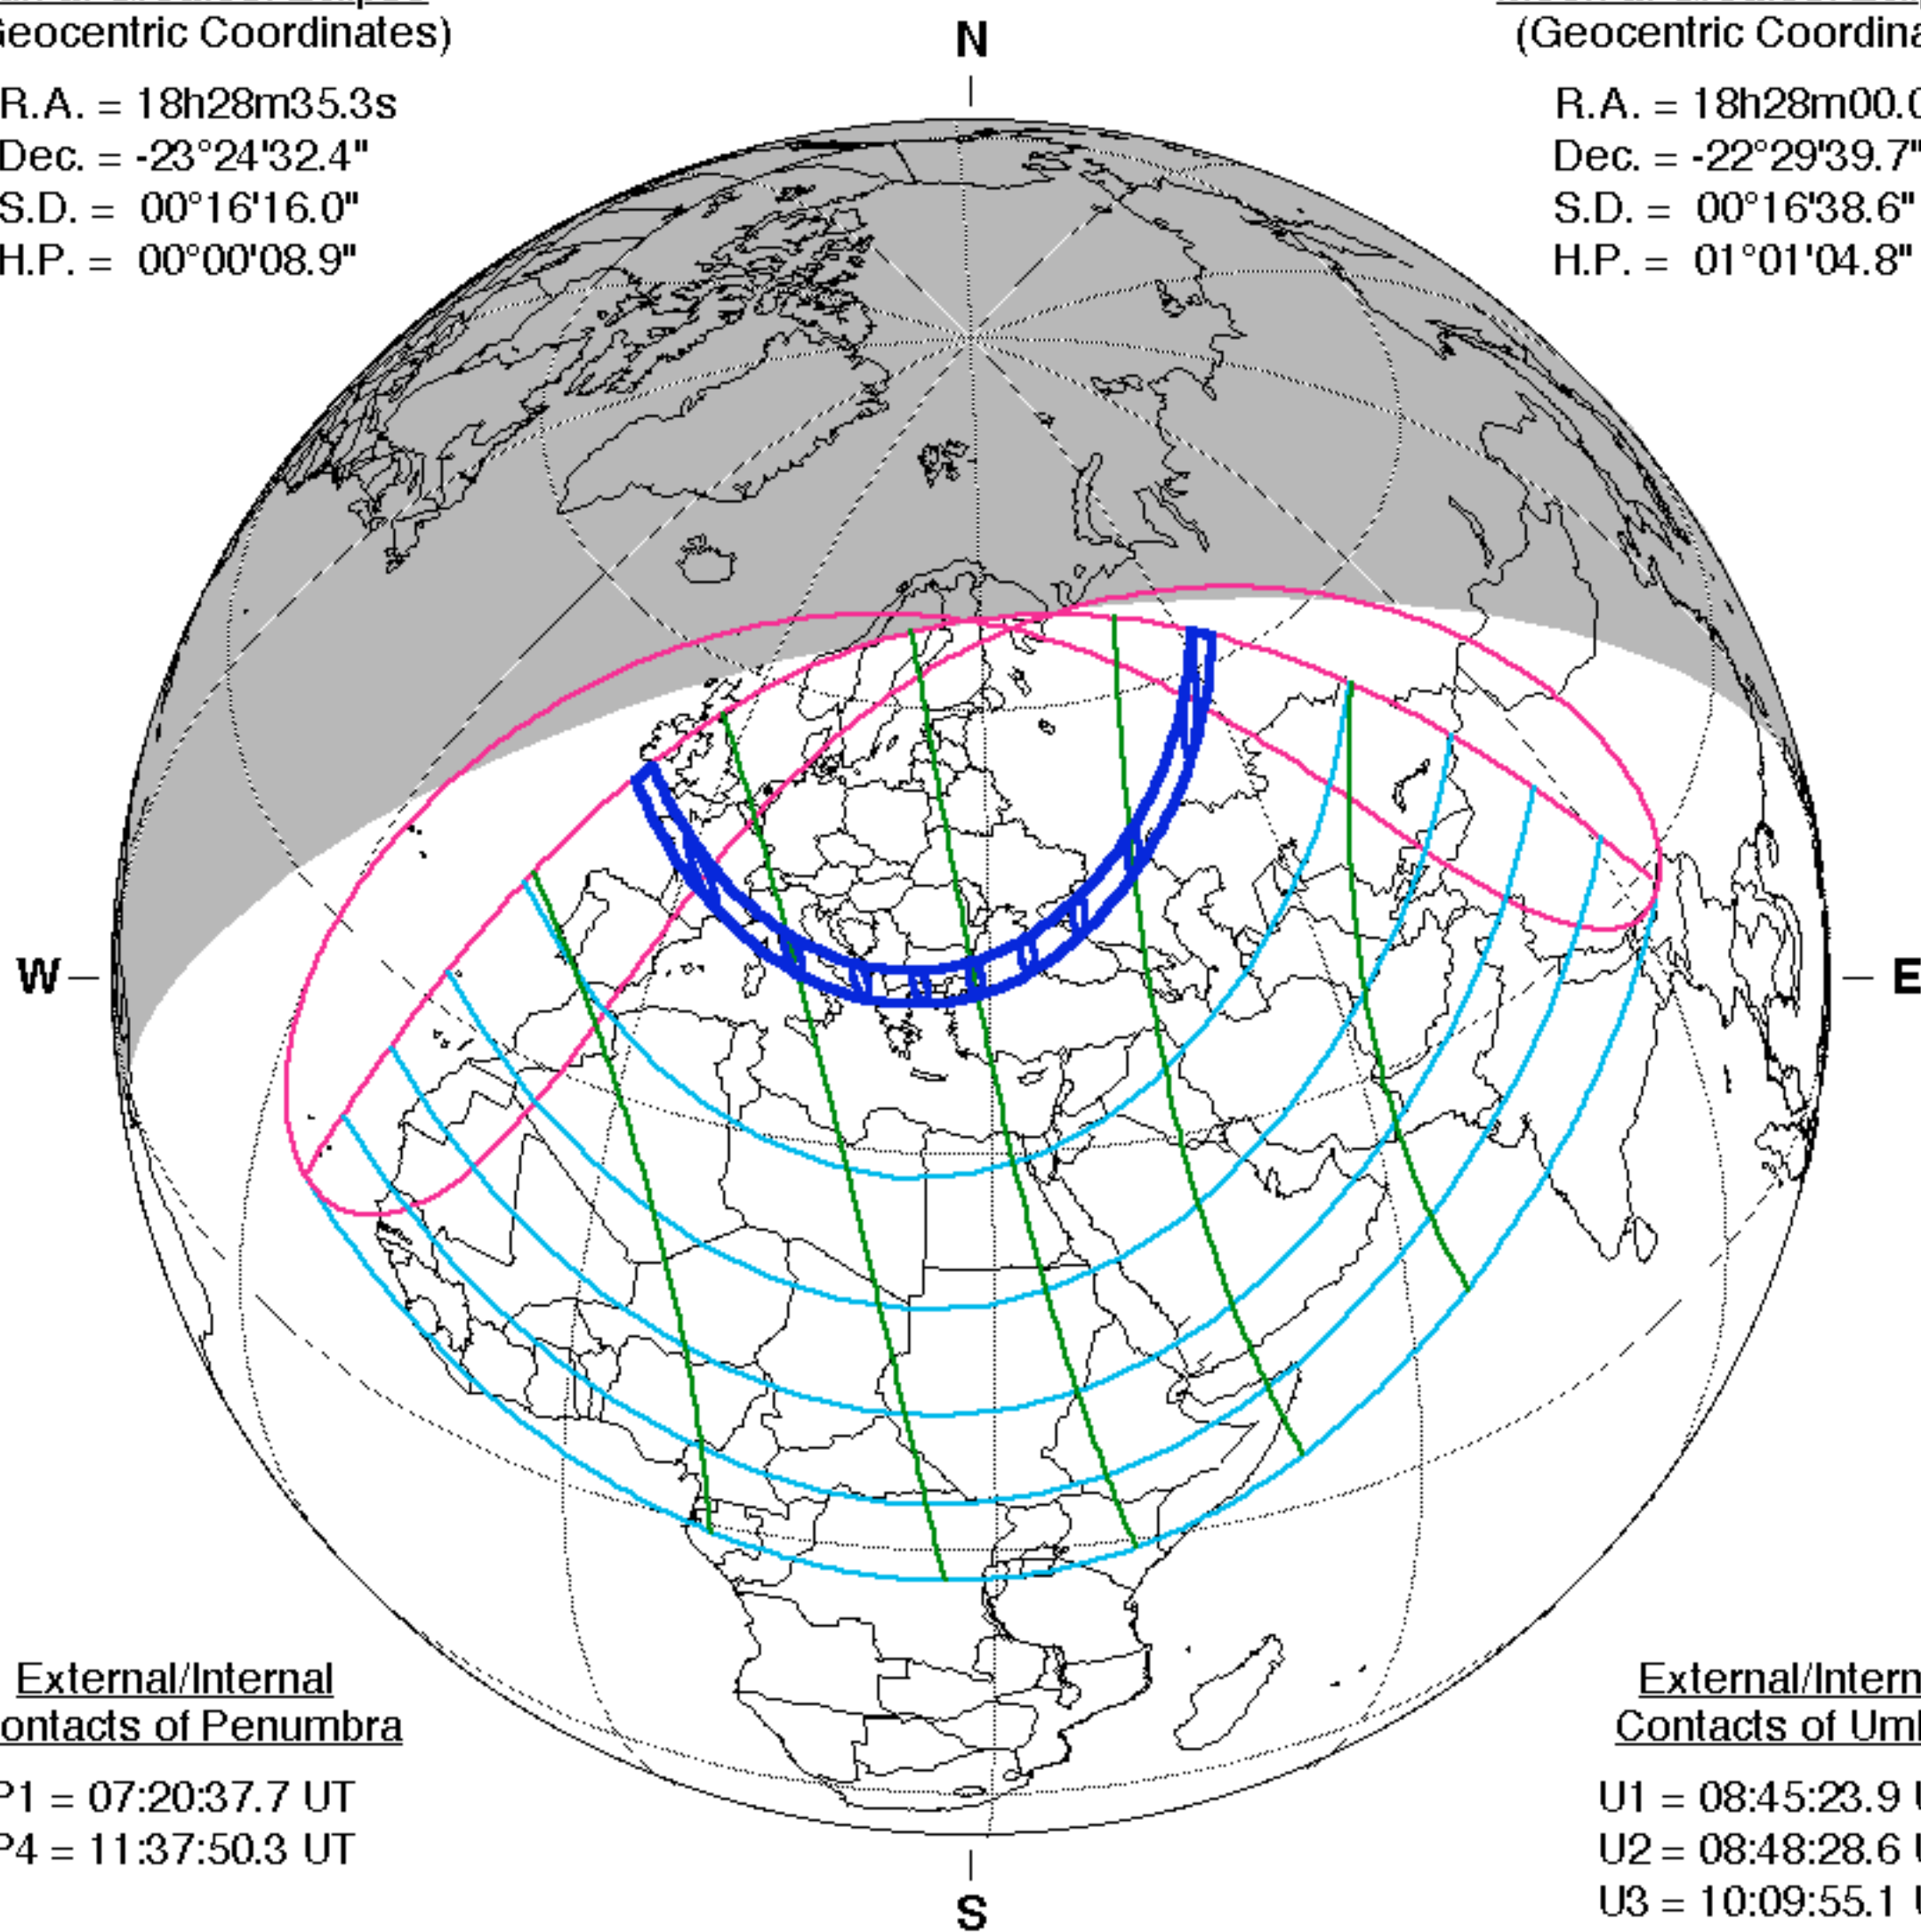 (Geocentric Coordinates)
R.A. = 18h28m35.3s
Dec. = -23°24'32.4"
S.D. = 00°16'16.0"
H.P. = 00°00'08.9"
N
(Geocentric Coordina
R.A. = 18h28m00.0
Dec. = -22°29'39.7"
S.D. = 00°16'38.6"
H.P. = 01°01'04.8"
W
E
External/Internal
ontacts of Penumbra
P1 = 07:20:37.7 UT
P4 = 11:37:50.3 UT
S
External/Intern
Contacts of Um
U1 = 08:45:23.9 U
U2 = 08:48:28.6 U
U3 = 10:09:55.1 U